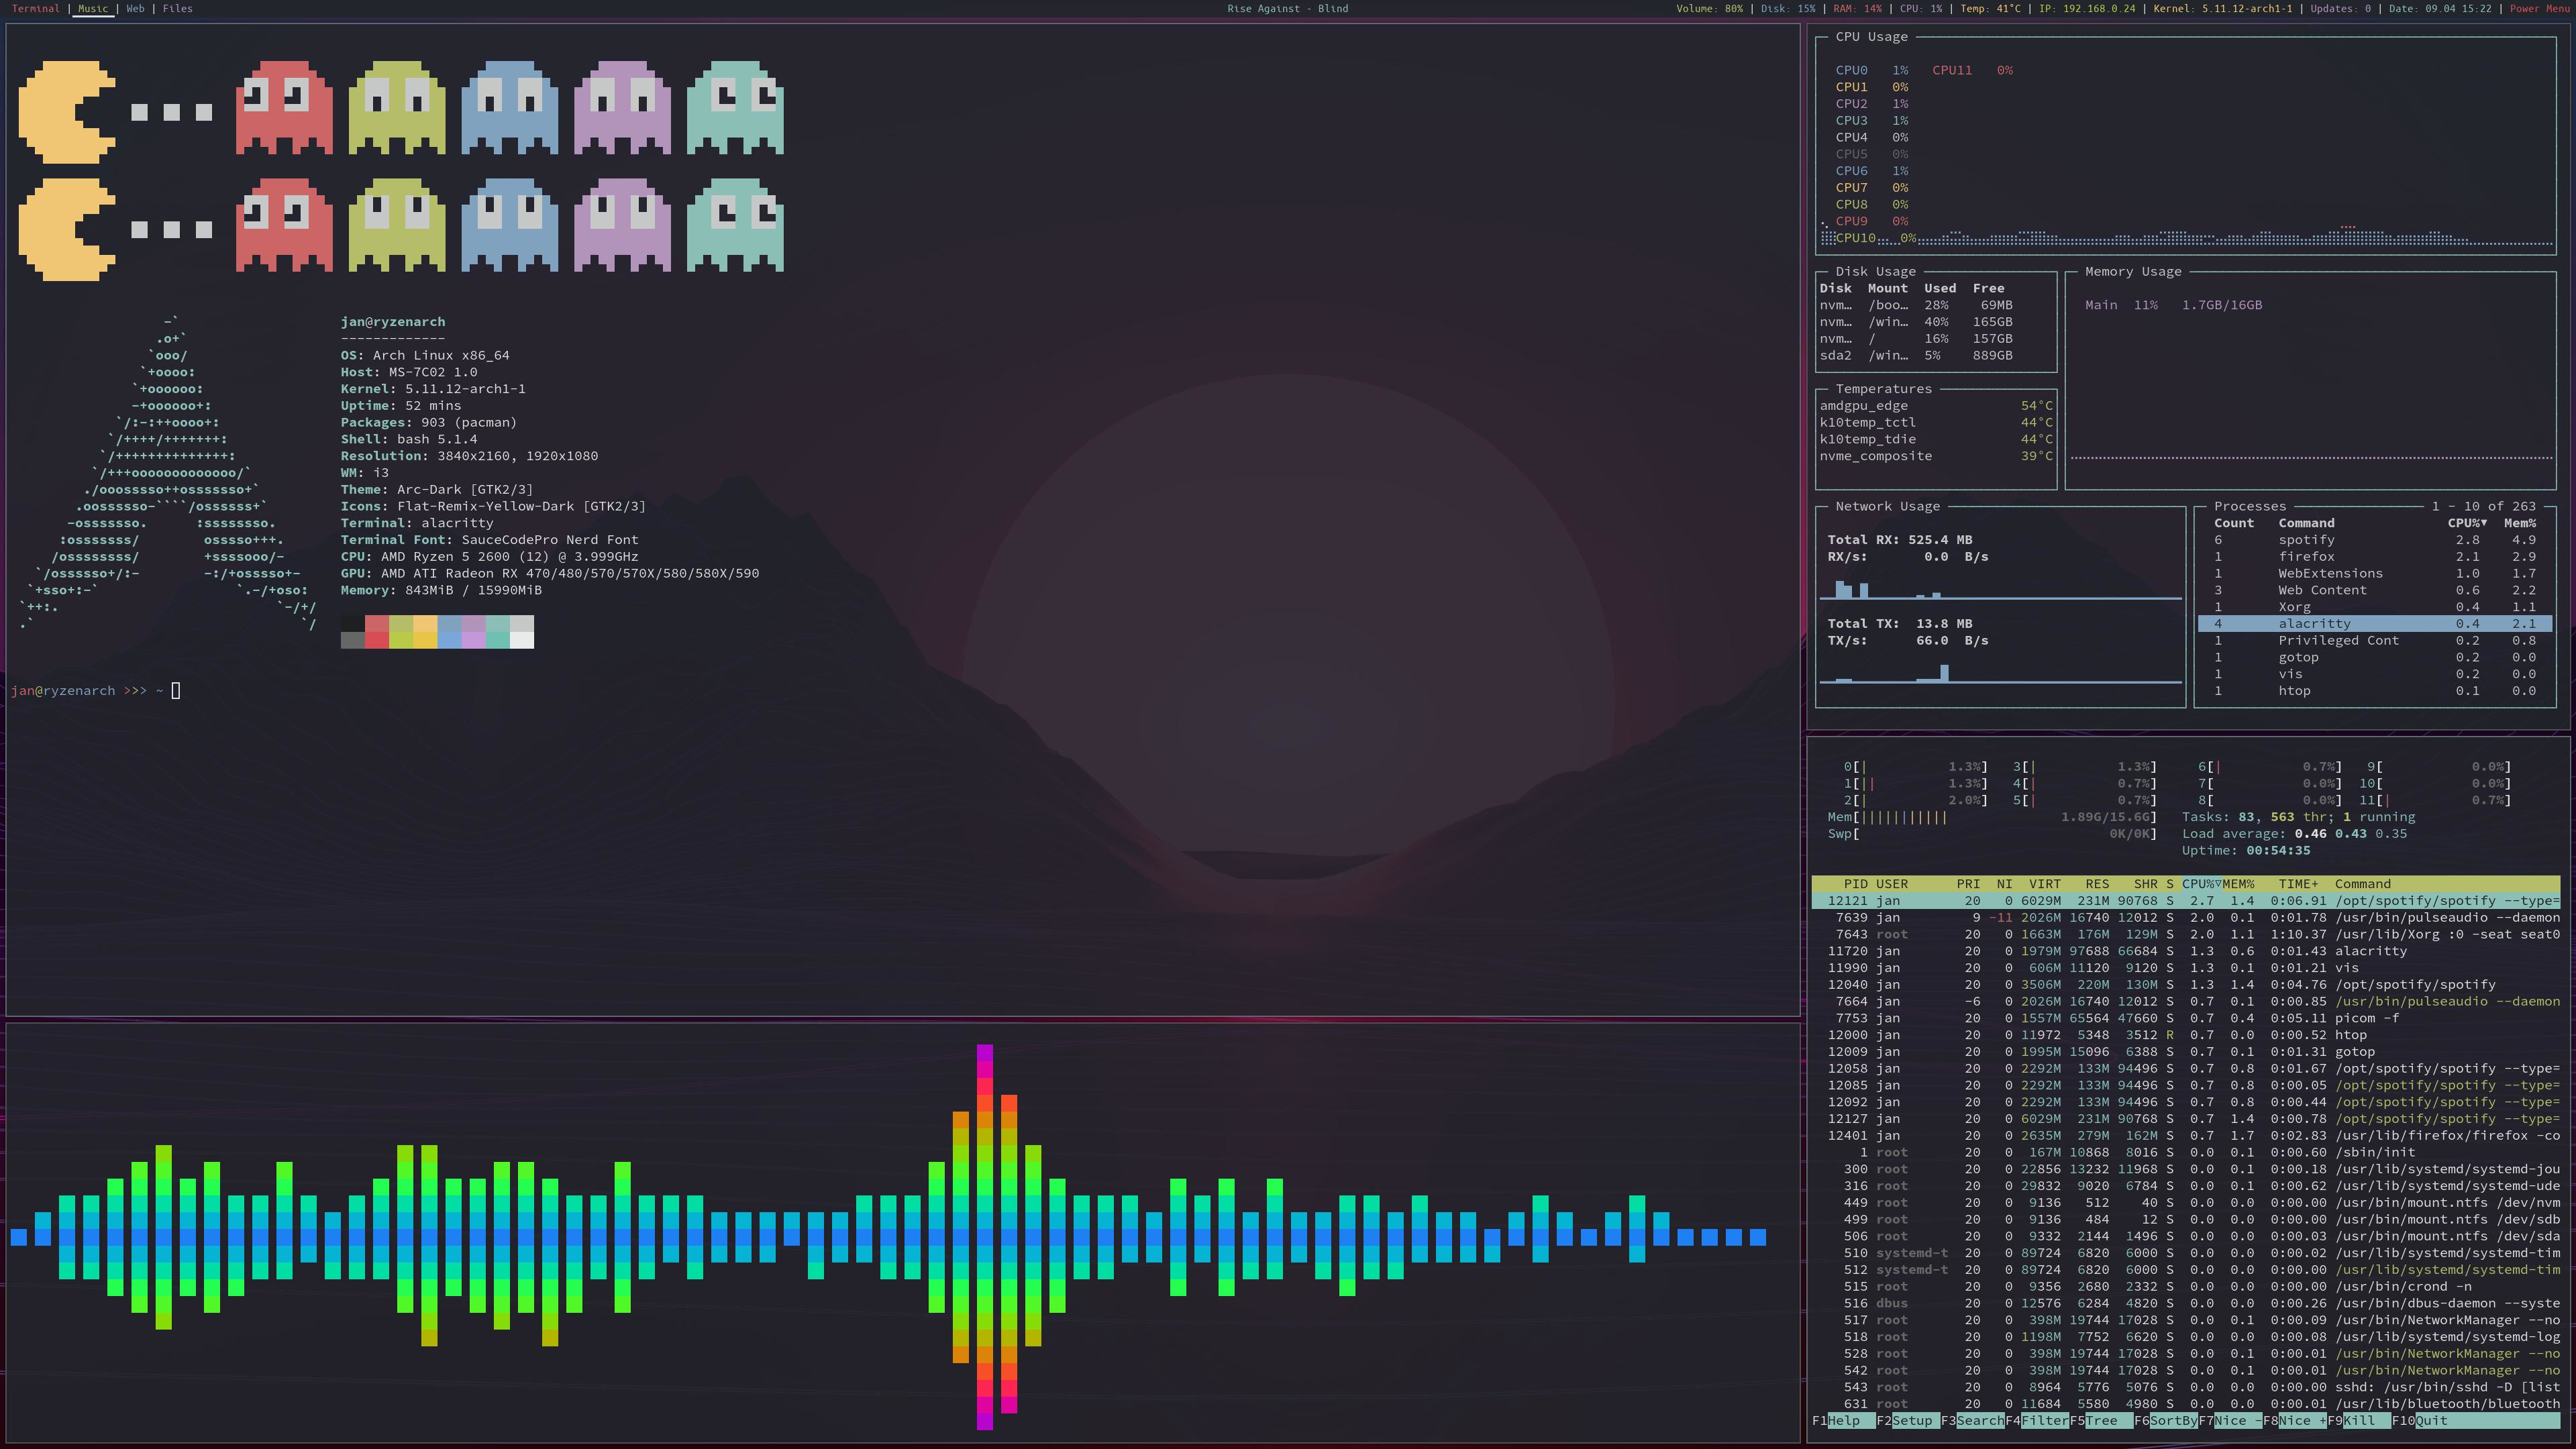 Terminal | Music | Web | Files
Rise Against - Blind
Volume: 80% | Disk: 15% | RAM: 14% | CPU: 1% | Temp: 41°C | IP: 192.168.0.24 | Kernel: 5.11.12-arch1-1 | Updates: 0 | Date: 09.04 15:22 | Power Menu
jan@ryzenarch
-------------
OS: Arch Linux x86_64
Host: MS-7C02 1.0
Kernel: 5.11.12-arch1-1
Uptime: 52 mins
Packages: 903 (pacman)
Shell: bash 5.1.4
Resolution: 3840x2160, 1920x1080
WM: i3
Theme: Arc-Dark [GTK2/3]
Icons: Flat-Remix-Yellow-Dark [GTK2/3]
Terminal: alacritty
Terminal Font: SauceCodePro Nerd Font
CPU: AMD Ryzen 5 2600 (12) @ 3.999GHz
GPU: AMD ATI Radeon RX 470/480/570/570X/580/580X/590
Memory: 843MiB / 15990MiB
jan@ryzenarch >>> ~
CPU Usage
CPU0 1% CPU11 0%
CPU1 0%
CPU2 1%
CPU3 1%
CPU4 0%
CPU5 0%
CPU6 1%
CPU7 0%
CPU8 0%
CPU9 0%
CPU10 0%
Disk Usage
Disk Mount Used Free
nvm… /boo… 28% 69MB
nvm… /win… 40% 165GB
nvm… / 16% 157GB
sda2 /win… 5% 889GB
Memory Usage
Main 11% 1.7GB/16GB
Temperatures
amdgpu_edge 54°C
k10temp_tctl 44°C
k10temp_tdie 44°C
nvme_composite 39°C
Network Usage
Total RX: 525.4 MB
RX/s: 0.0 B/s
Total TX: 13.8 MB
TX/s: 66.0 B/s
Processes 1 - 10 of 263
Count Command CPU%▼ Mem%
6 spotify 2.8 4.9
1 firefox 2.1 2.9
1 WebExtensions 1.0 1.7
3 Web Content 0.6 2.2
1 Xorg 0.4 1.1
4 alacritty 0.4 2.1
1 Privileged Cont 0.2 0.8
1 gotop 0.2 0.0
1 vis 0.2 0.0
1 htop 0.1 0.0
0[| 1.3%] 3[| 1.3%] 6[| 0.7%] 9[ 0.0%]
1[|| 1.3%] 4[| 0.7%] 7[ 0.0%] 10[ 0.0%]
2[| 2.0%] 5[| 0.7%] 8[ 0.0%] 11[| 0.7%]
Mem[||||||||||| 1.89G/15.6G] Tasks: 83, 563 thr; 1 running
Swp[ 0K/0K] Load average: 0.46 0.43 0.35
Uptime: 00:54:35
PID USER PRI NI VIRT RES SHR S CPU%▽MEM% TIME+ Command
12121 jan 20 0 6029M 231M 90768 S 2.7 1.4 0:06.91 /opt/spotify/spotify --type=
7639 jan 9 -11 2026M 16740 12012 S 2.0 0.1 0:01.78 /usr/bin/pulseaudio --daemon
7643 root 20 0 1663M 176M 129M S 2.0 1.1 1:10.37 /usr/lib/Xorg :0 -seat seat0
11720 jan 20 0 1979M 97688 66684 S 1.3 0.6 0:01.43 alacritty
11990 jan 20 0 606M 11120 9120 S 1.3 0.1 0:01.21 vis
12040 jan 20 0 3506M 220M 130M S 1.3 1.4 0:04.76 /opt/spotify/spotify
7664 jan -6 0 2026M 16740 12012 S 0.7 0.1 0:00.85 /usr/bin/pulseaudio --daemon
7753 jan 20 0 1557M 65564 47660 S 0.7 0.4 0:05.11 picom -f
12000 jan 20 0 11972 5348 3512 R 0.7 0.0 0:00.52 htop
12009 jan 20 0 1995M 15096 6388 S 0.7 0.1 0:01.31 gotop
12058 jan 20 0 2292M 133M 94496 S 0.7 0.8 0:01.67 /opt/spotify/spotify --type=
12085 jan 20 0 2292M 133M 94496 S 0.7 0.8 0:00.05 /opt/spotify/spotify --type=
12092 jan 20 0 2292M 133M 94496 S 0.7 0.8 0:00.44 /opt/spotify/spotify --type=
12127 jan 20 0 6029M 231M 90768 S 0.7 1.4 0:00.78 /opt/spotify/spotify --type=
12401 jan 20 0 2635M 279M 162M S 0.7 1.7 0:02.83 /usr/lib/firefox/firefox -co
1 root 20 0 167M 10868 8016 S 0.0 0.1 0:00.60 /sbin/init
300 root 20 0 22856 13232 11968 S 0.0 0.1 0:00.18 /usr/lib/systemd/systemd-jou
316 root 20 0 29832 9020 6784 S 0.0 0.1 0:00.62 /usr/lib/systemd/systemd-ude
449 root 20 0 9136 512 40 S 0.0 0.0 0:00.00 /usr/bin/mount.ntfs /dev/nvm
499 root 20 0 9136 484 12 S 0.0 0.0 0:00.00 /usr/bin/mount.ntfs /dev/sdb
506 root 20 0 9332 2144 1496 S 0.0 0.0 0:00.03 /usr/bin/mount.ntfs /dev/sda
510 systemd-t 20 0 89724 6820 6000 S 0.0 0.0 0:00.02 /usr/lib/systemd/systemd-tim
512 systemd-t 20 0 89724 6820 6000 S 0.0 0.0 0:00.00 /usr/lib/systemd/systemd-tim
515 root 20 0 9356 2680 2332 S 0.0 0.0 0:00.00 /usr/bin/crond -n
516 dbus 20 0 12576 6284 4820 S 0.0 0.0 0:00.26 /usr/bin/dbus-daemon --syste
517 root 20 0 398M 19744 17028 S 0.0 0.1 0:00.09 /usr/bin/NetworkManager --no
518 root 20 0 1198M 7752 6620 S 0.0 0.0 0:00.08 /usr/lib/systemd/systemd-log
528 root 20 0 398M 19744 17028 S 0.0 0.1 0:00.01 /usr/bin/NetworkManager --no
542 root 20 0 398M 19744 17028 S 0.0 0.1 0:00.01 /usr/bin/NetworkManager --no
543 root 20 0 8964 5776 5076 S 0.0 0.0 0:00.00 sshd: /usr/bin/sshd -D [list
631 root 20 0 11684 5580 4980 S 0.0 0.0 0:00.01 /usr/lib/bluetooth/bluetooth
F1Help F2Setup F3SearchF4FilterF5Tree F6SortByF7Nice -F8Nice +F9Kill F10Quit